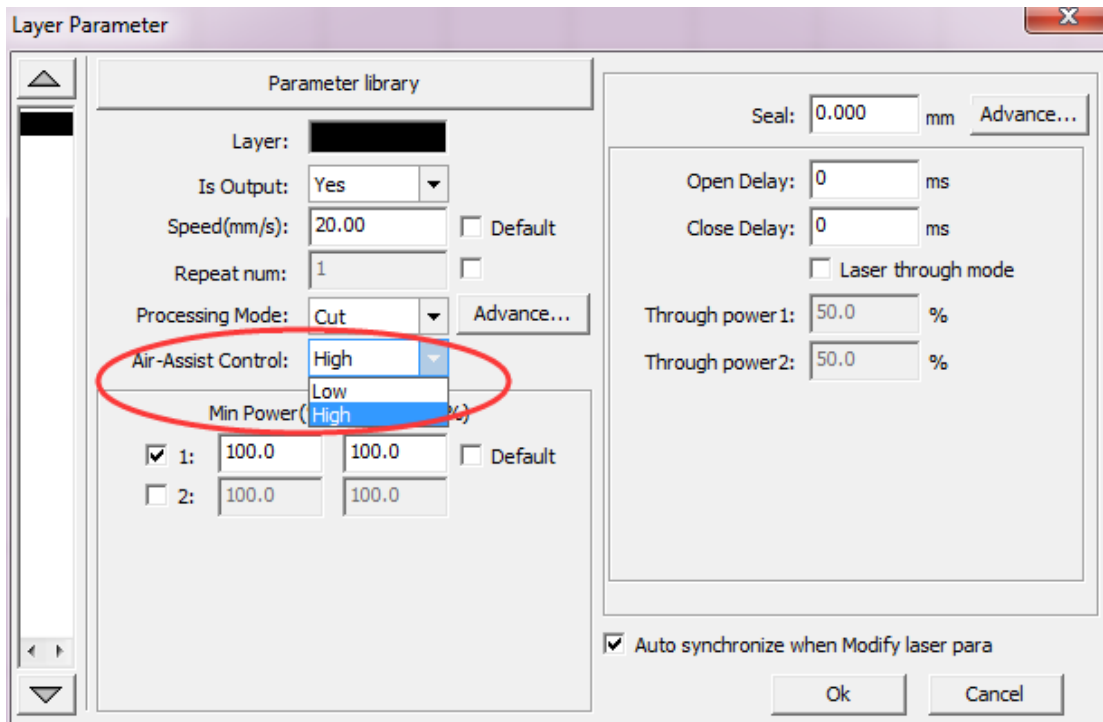 Layer Parameter
x
Parameter library
Layer:
Is Output: Yes
Speed(mm/s): 20.00 Default
Repeat num: 1
Processing Mode: Cut Advance...
Air-Assist Control: High
Low
High
Min Power( %)
1: 100.0 100.0 Default
2: 100.0 100.0
Seal: 0.000 mm Advance...
Open Delay: 0 ms
Close Delay: 0 ms
Laser through mode
Through power1: 50.0 %
Through power2: 50.0 %
Auto synchronize when Modify laser para
Ok Cancel